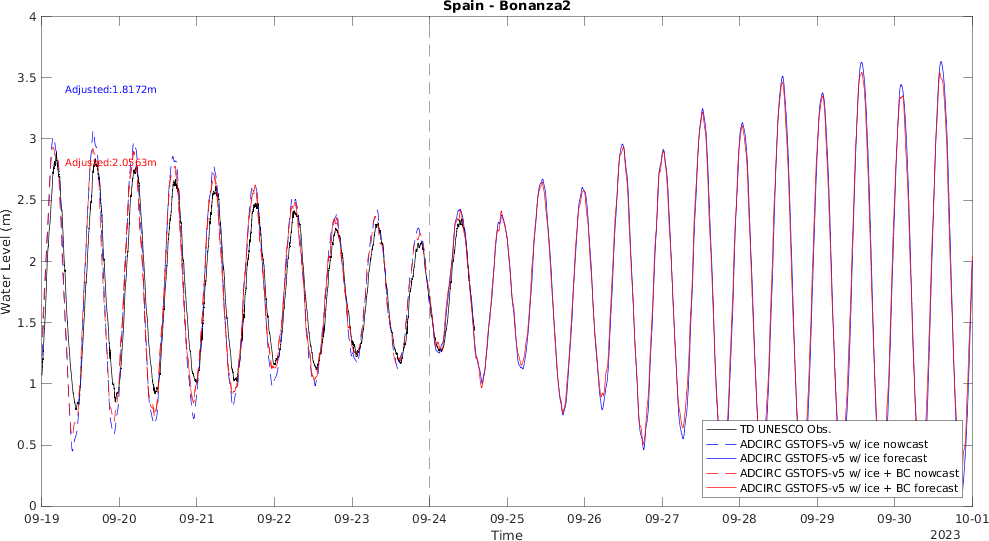 Spain - Bonanza2
4
3.5
3
2.5
2
1.5
1
0.5
0
Water Level (m)
Adjusted:1.8172m
Adjusted:2.0563m
TD UNESCO Obs.
ADCIRC GSTOFS-v5 w/ ice nowcast
ADCIRC GSTOFS-v5 w/ ice forecast
ADCIRC GSTOFS-v5 w/ ice + BC nowcast
ADCIRC GSTOFS-v5 w/ ice + BC forecast
09-19 09-20 09-21 09-22 09-23 09-24 09-25 09-26 09-27 09-28 09-29 09-30 10-01
Time
2023